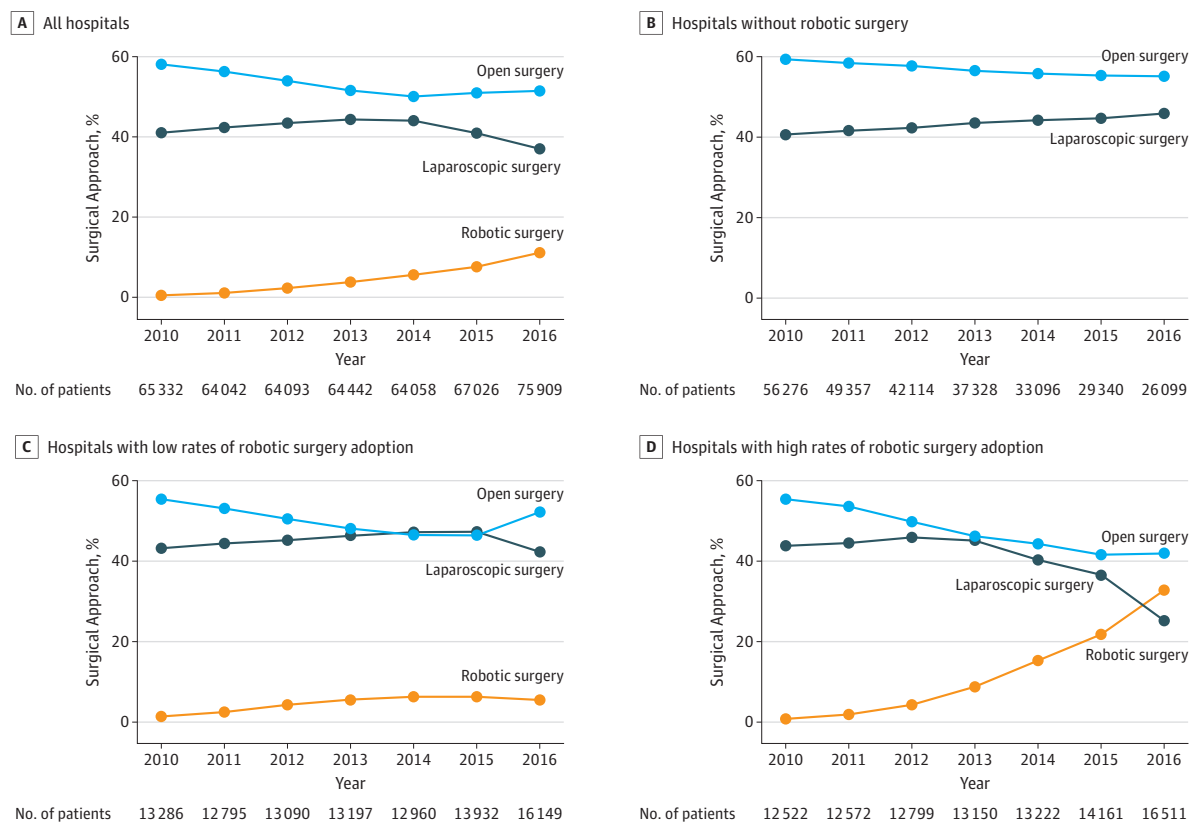 A All hospitals
60
40
20
0
Surgical Approach, %
Open surgery
Laparoscopic surgery
Robotic surgery
2010 2011 2012 2013 2014 2015 2016
Year
No. of patients 65 332 64 042 64 093 64 442 64 058 67 026 75 909
B Hospitals without robotic surgery
60
40
20
0
Surgical Approach, %
Open surgery
Laparoscopic surgery
2010 2011 2012 2013 2014 2015 2016
Year
No. of patients 56 276 49 357 42 114 37 328 33 096 29 340 26 099
C Hospitals with low rates of robotic surgery adoption
60
40
20
0
Surgical Approach, %
Open surgery
Laparoscopic surgery
Robotic surgery
2010 2011 2012 2013 2014 2015 2016
Year
No. of patients 13 286 12 795 13 090 13 197 12 960 13 932 16 149
D Hospitals with high rates of robotic surgery adoption
60
40
20
0
Surgical Approach, %
Open surgery
Laparoscopic surgery
Robotic surgery
2010 2011 2012 2013 2014 2015 2016
Year
No. of patients 12 522 12 572 12 799 13 150 13 222 14 161 16 511